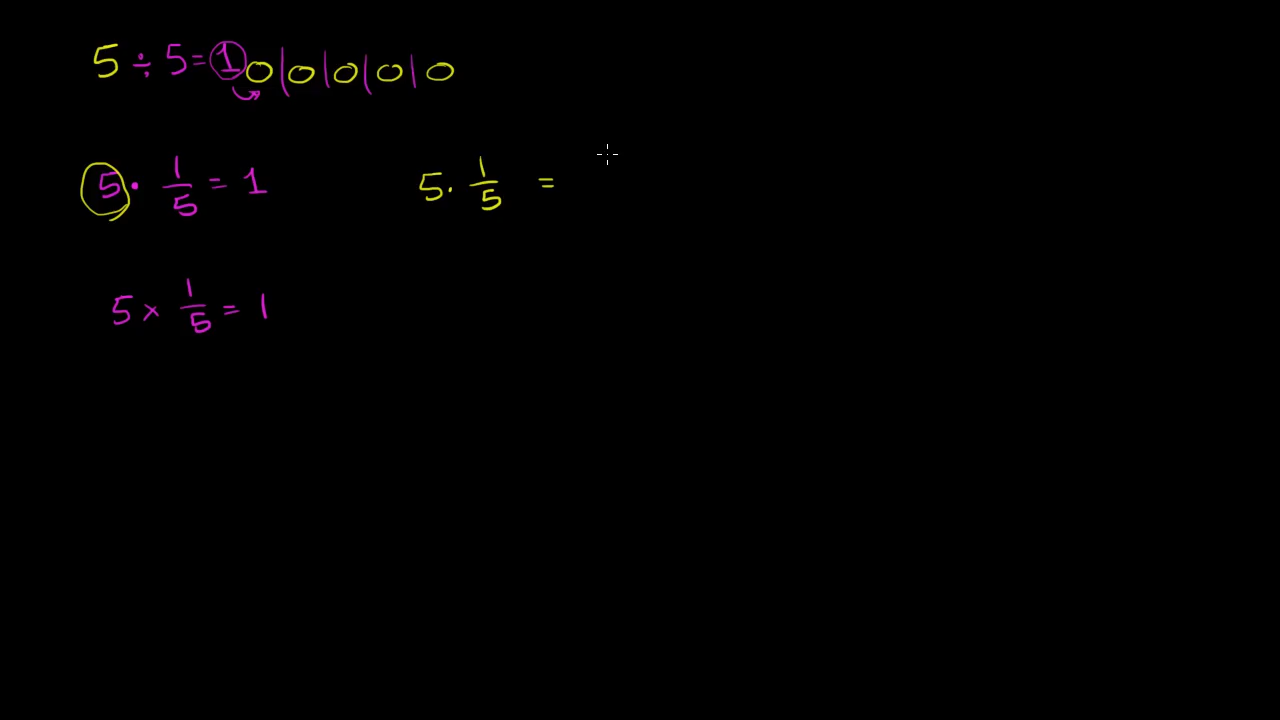 5 ÷ 5 = 1 0|0|0|0|0
5 · 1/5 = 1
5 · 1/5 =
5 × 1/5 = 1